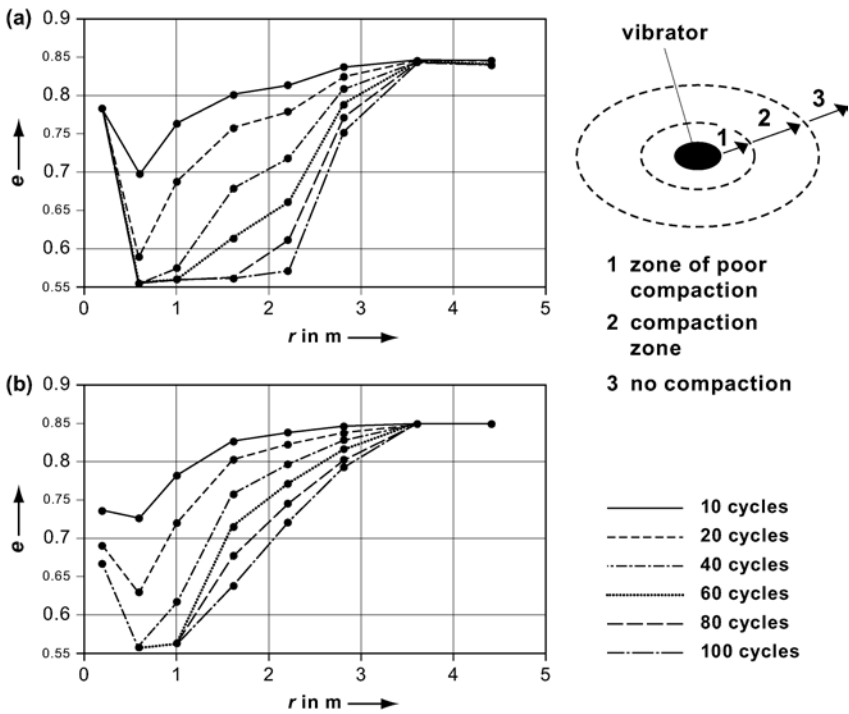 (a)
0.9
0.85
0.8
0.75
0.7
0.65
0.6
0.55
e
0 1 2 3 4 5
r in m
vibrator
1 2 3
1 zone of poor
compaction
2 compaction
zone
3 no compaction
(b)
0.9
0.85
0.8
0.75
0.7
0.65
0.6
0.55
e
0 1 2 3 4 5
r in m
10 cycles
20 cycles
40 cycles
60 cycles
80 cycles
100 cycles